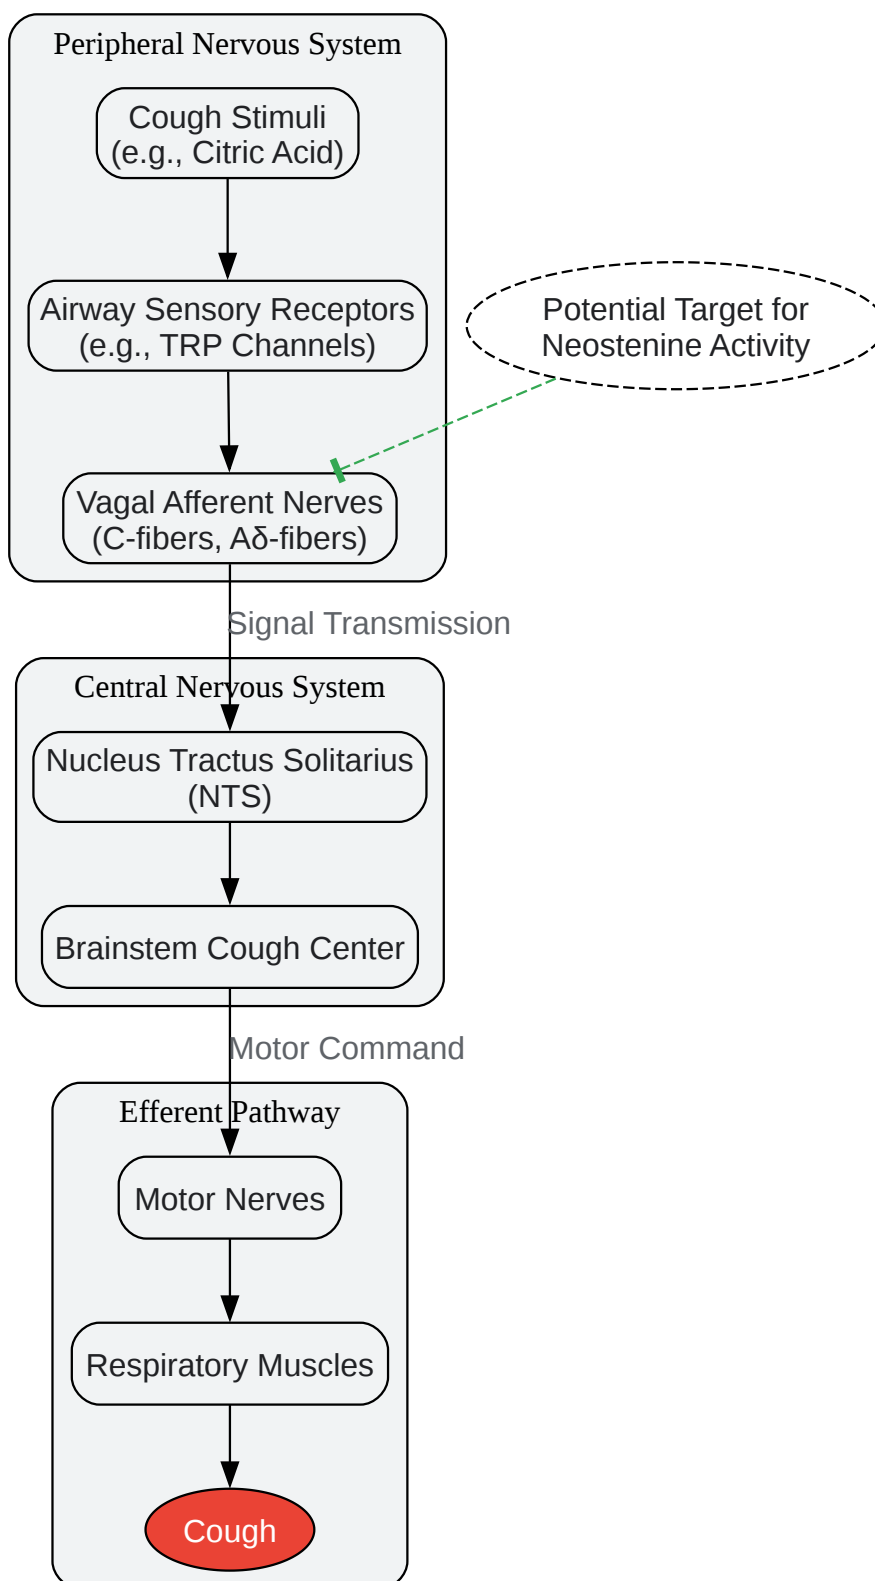 Peripheral Nervous System
Cough Stimuli
(e.g., Citric Acid)
Airway Sensory Receptors
(e.g., TRP Channels)
Potential Target for
Neostenine Activity
Vagal Afferent Nerves
(C-fibers, Aδ-fibers)
Signal Transmission
Central Nervous System
Nucleus Tractus Solitarius
(NTS)
Brainstem Cough Center
Motor Command
Efferent Pathway
Motor Nerves
Respiratory Muscles
Cough